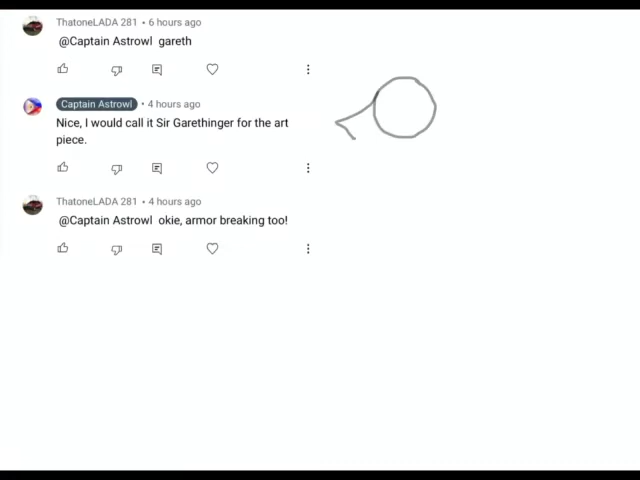 ThatoneLADA 281 • 6 hours ago
@Captain Astrowl gareth
Captain Astrowl • 4 hours ago
Nice, I would call it Sir Garethinger for the art
piece.
ThatoneLADA 281 • 4 hours ago
@Captain Astrowl okie, armor breaking too!